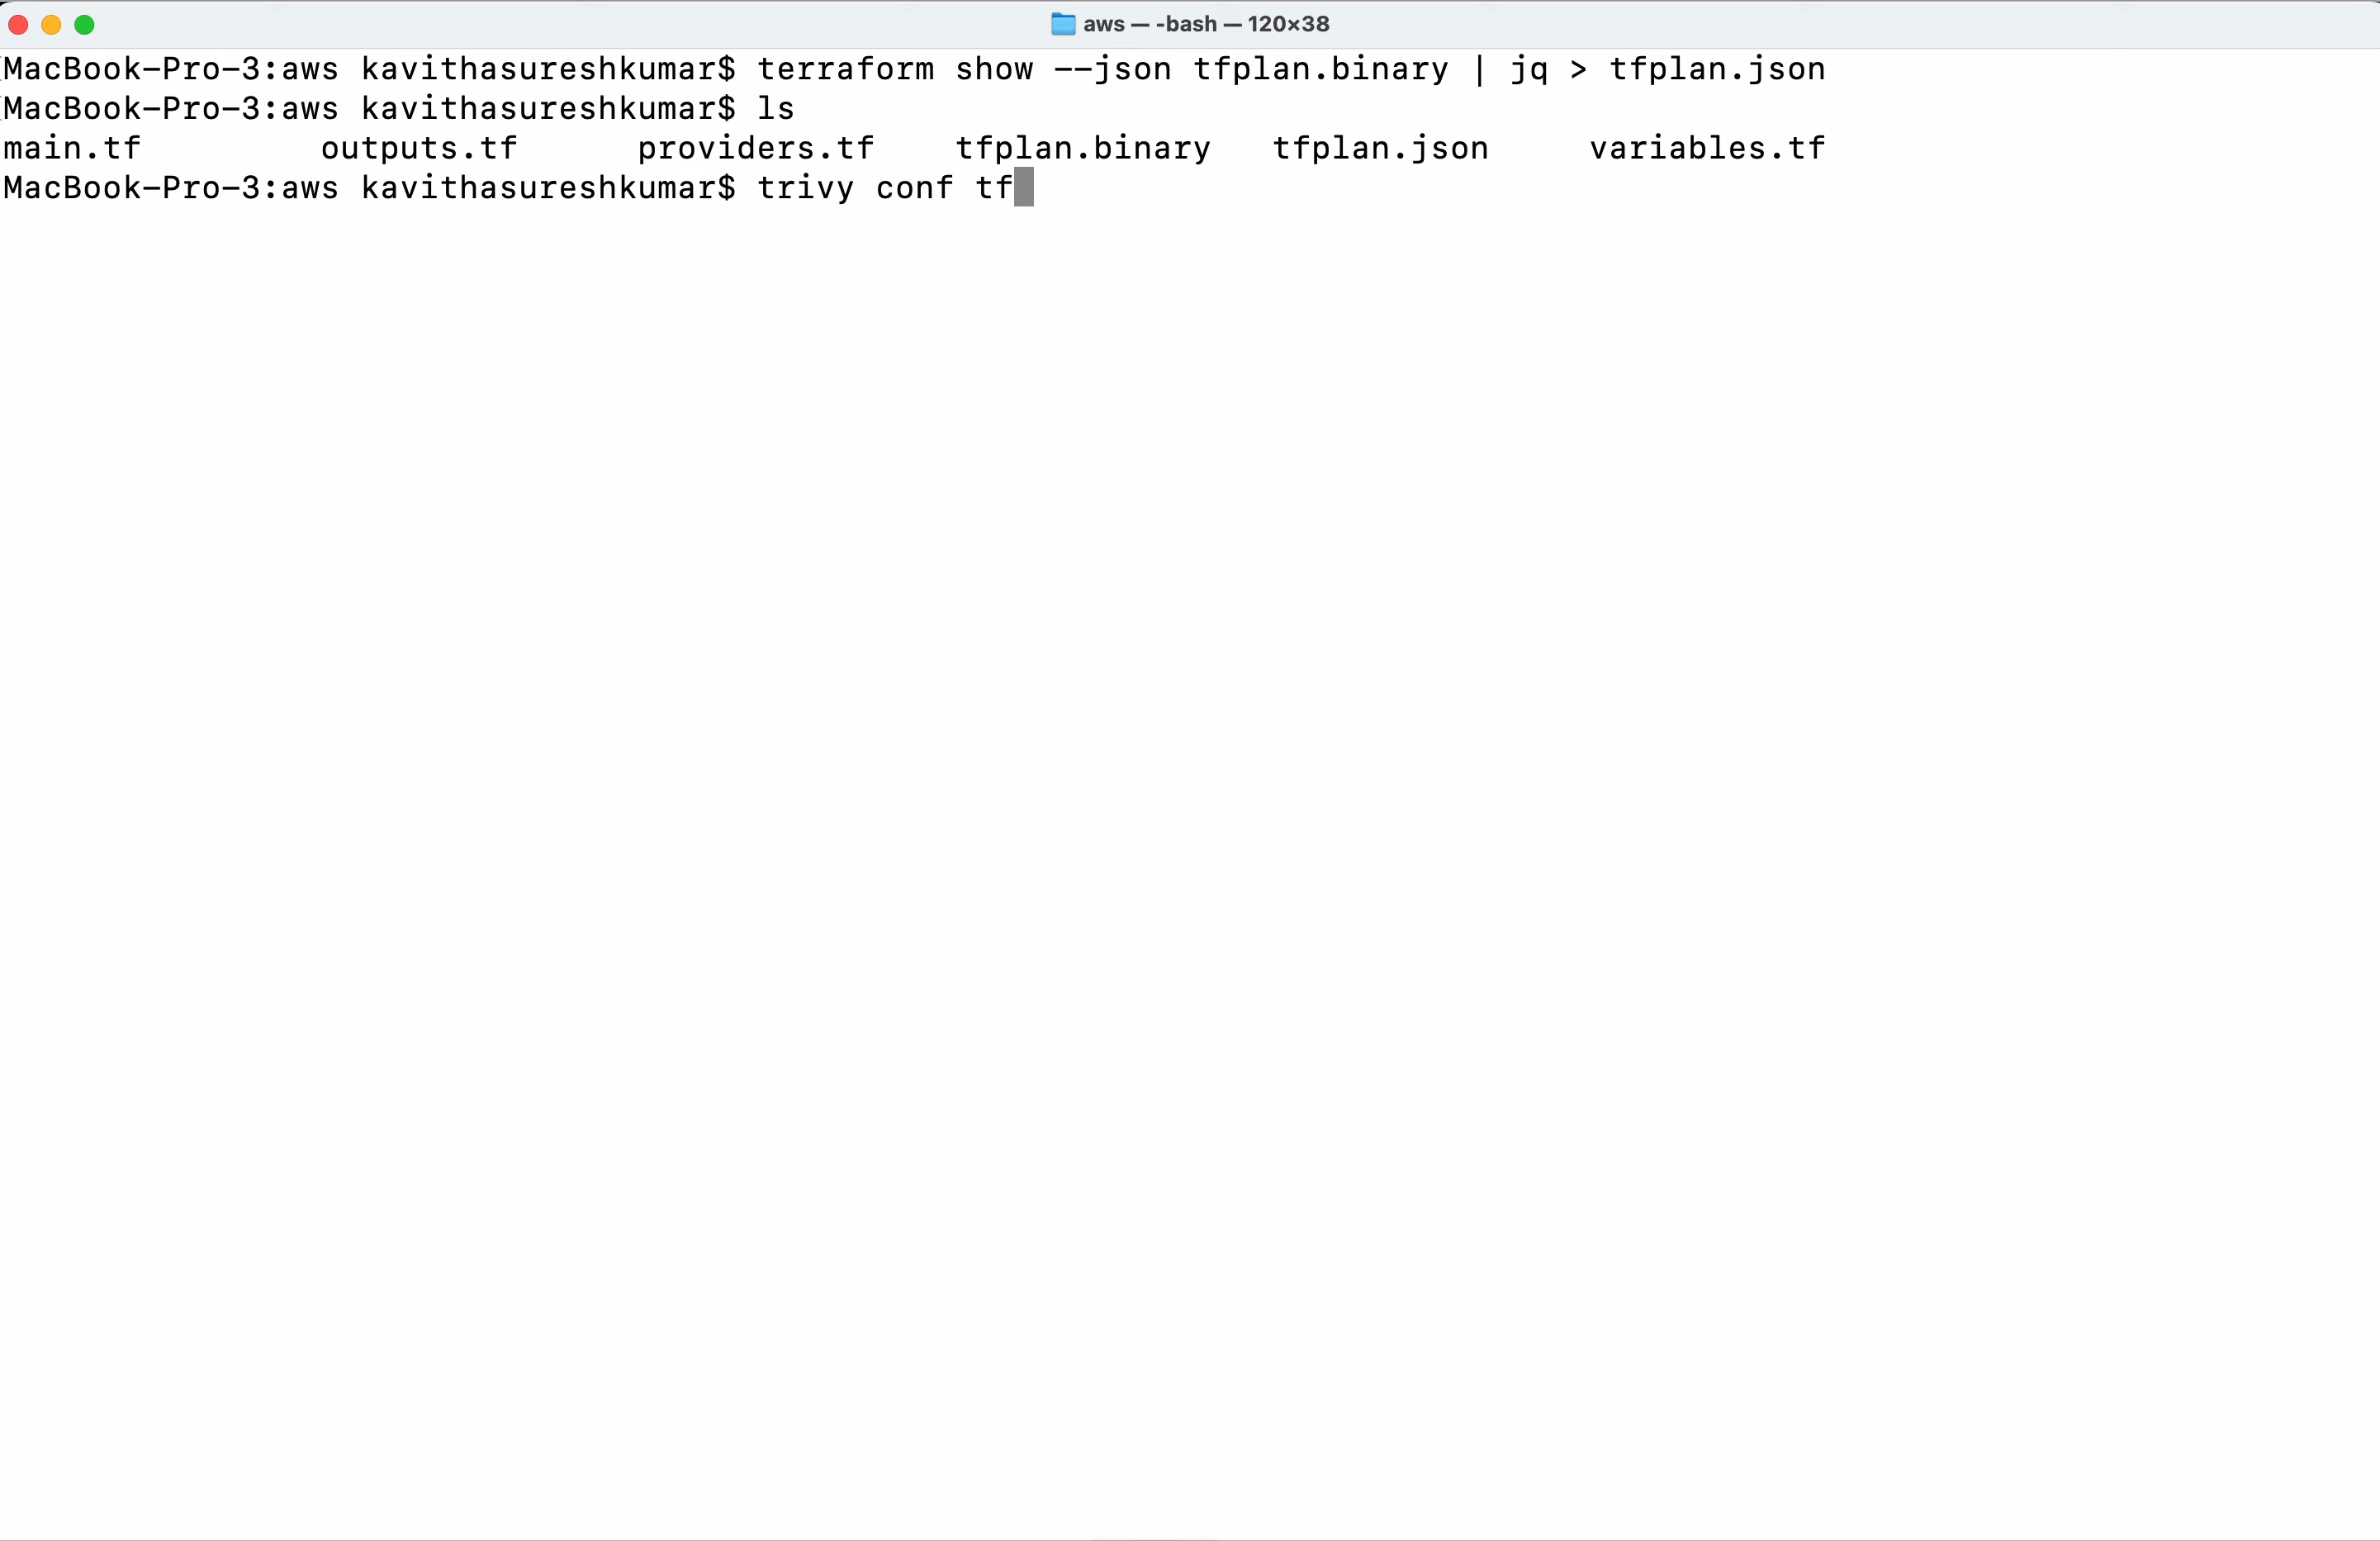 aws — -bash — 120×38
MacBook-Pro-3:aws kavithasureshkumar$ terraform show --json tfplan.binary | jq > tfplan.json
MacBook-Pro-3:aws kavithasureshkumar$ ls
main.tf outputs.tf providers.tf tfplan.binary tfplan.json variables.tf
MacBook-Pro-3:aws kavithasureshkumar$ trivy conf tf